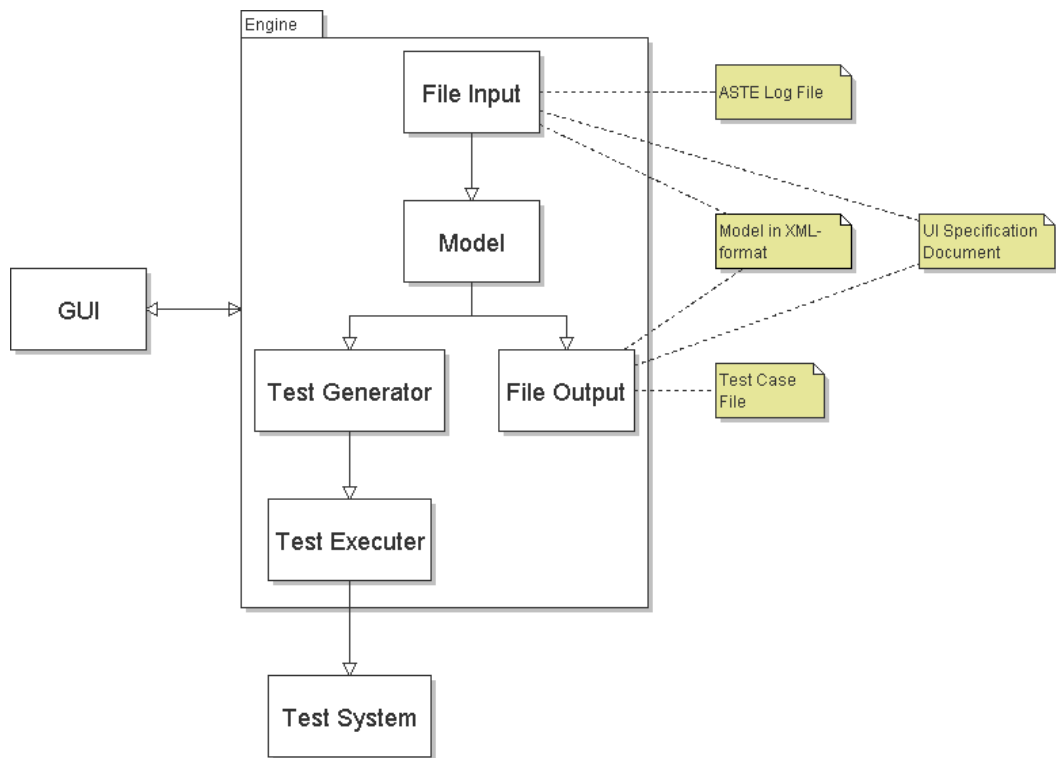 Engine
File Input
ASTE Log File
Model
Model in XML-
format
UI Specification
Document
GUI
Test Generator
File Output
Test Case
File
Test Executer
Test System